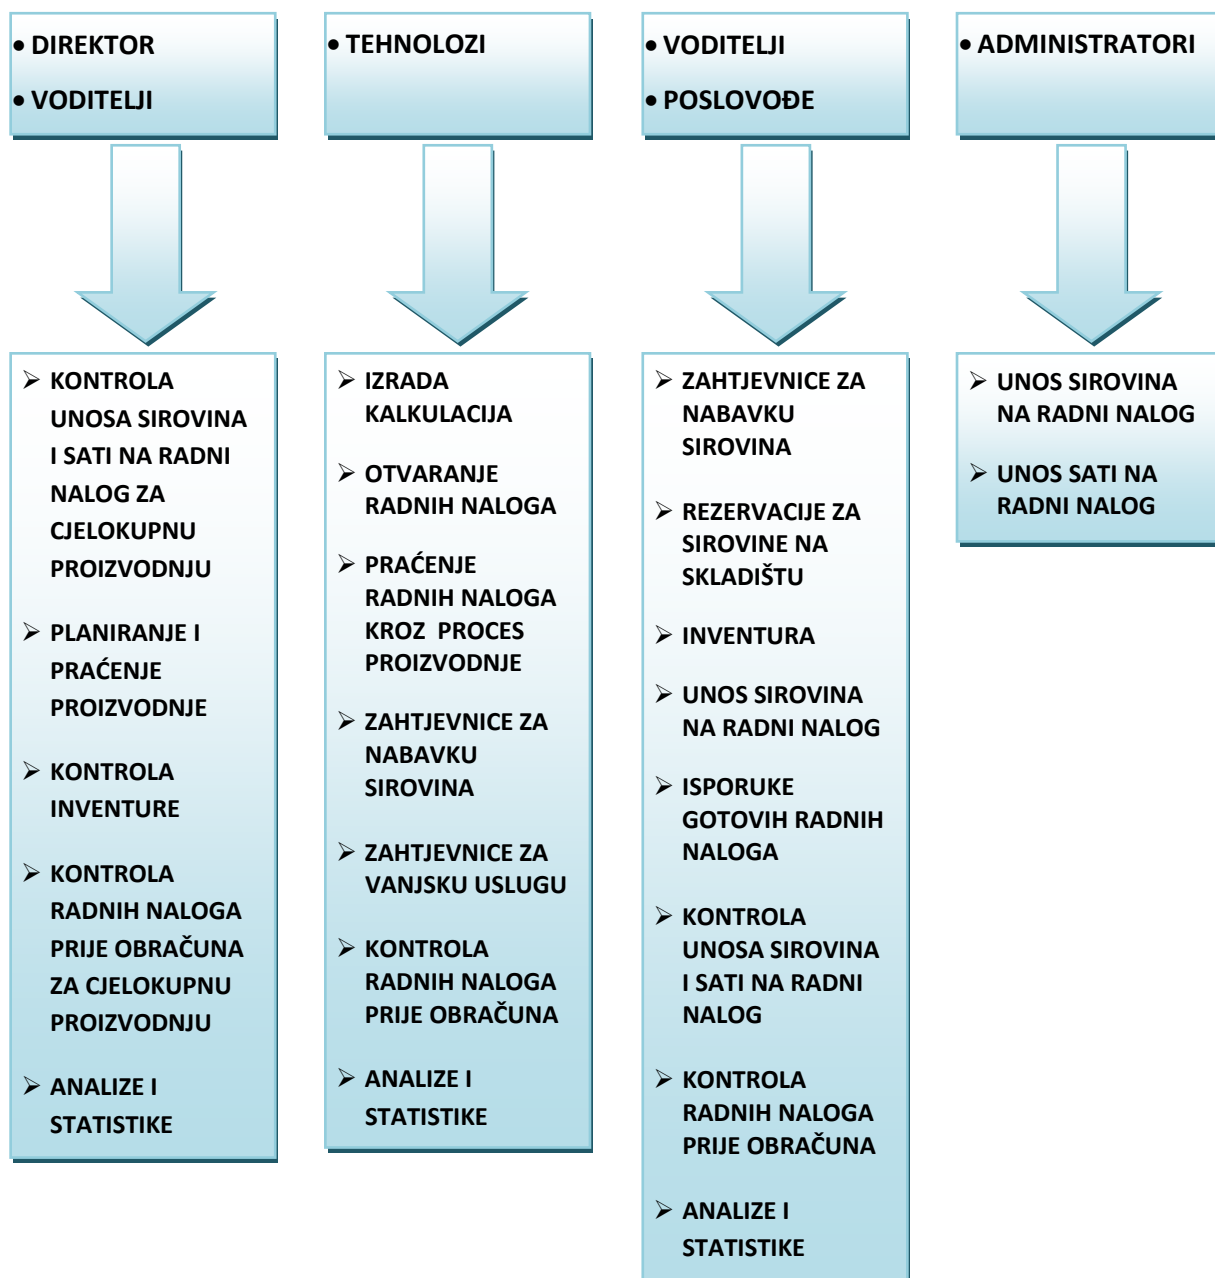 • DIREKTOR
• VODITELJI
• TEHNOLOZI
• VODITELJI
• POSLOVOĐE
• ADMINISTRATORI
➢ KONTROLA
UNOSA SIROVINA
I SATI NA RADNI
NALOG ZA
CJELOKUPNU
PROIZVODNJU
➢ PLANIRANJE I
PRAĆENJE
PROIZVODNJE
➢ KONTROLA
INVENTURE
➢ KONTROLA
RADNIH NALOGA
PRIJE OBRAČUNA
ZA CJELOKUPNU
PROIZVODNJU
➢ ANALIZE I
STATISTIKE
➢ IZRADA
KALKULACIJA
➢ OTVARANJE
RADNIH NALOGA
➢ PRAĆENJE
RADNIH NALOGA
KROZ PROCES
PROIZVODNJE
➢ ZAHTJEVNICE ZA
NABAVKU
SIROVINA
➢ ZAHTJEVNICE ZA
VANJSKU USLUGU
➢ KONTROLA
RADNIH NALOGA
PRIJE OBRAČUNA
➢ ANALIZE I
STATISTIKE
➢ ZAHTJEVNICE ZA
NABAVKU
SIROVINA
➢ REZERVACIJE ZA
SIROVINE NA
SKLADIŠTU
➢ INVENTURA
➢ UNOS SIROVINA
NA RADNI NALOG
➢ ISPORUKE
GOTOVIH RADNIH
NALOGA
➢ KONTROLA
UNOSA SIROVINA
I SATI NA RADNI
NALOG
➢ KONTROLA
RADNIH NALOGA
PRIJE OBRAČUNA
➢ ANALIZE I
STATISTIKE
➢ UNOS SIROVINA
NA RADNI NALOG
➢ UNOS SATI NA
RADNI NALOG